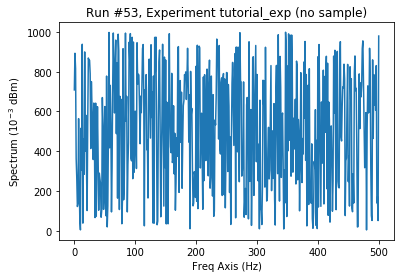 Run #53, Experiment tutorial_exp (no sample)
Spectrum (10⁻³ dBm)
1000
800
600
400
200
0
0 100 200 300 400 500
Freq Axis (Hz)